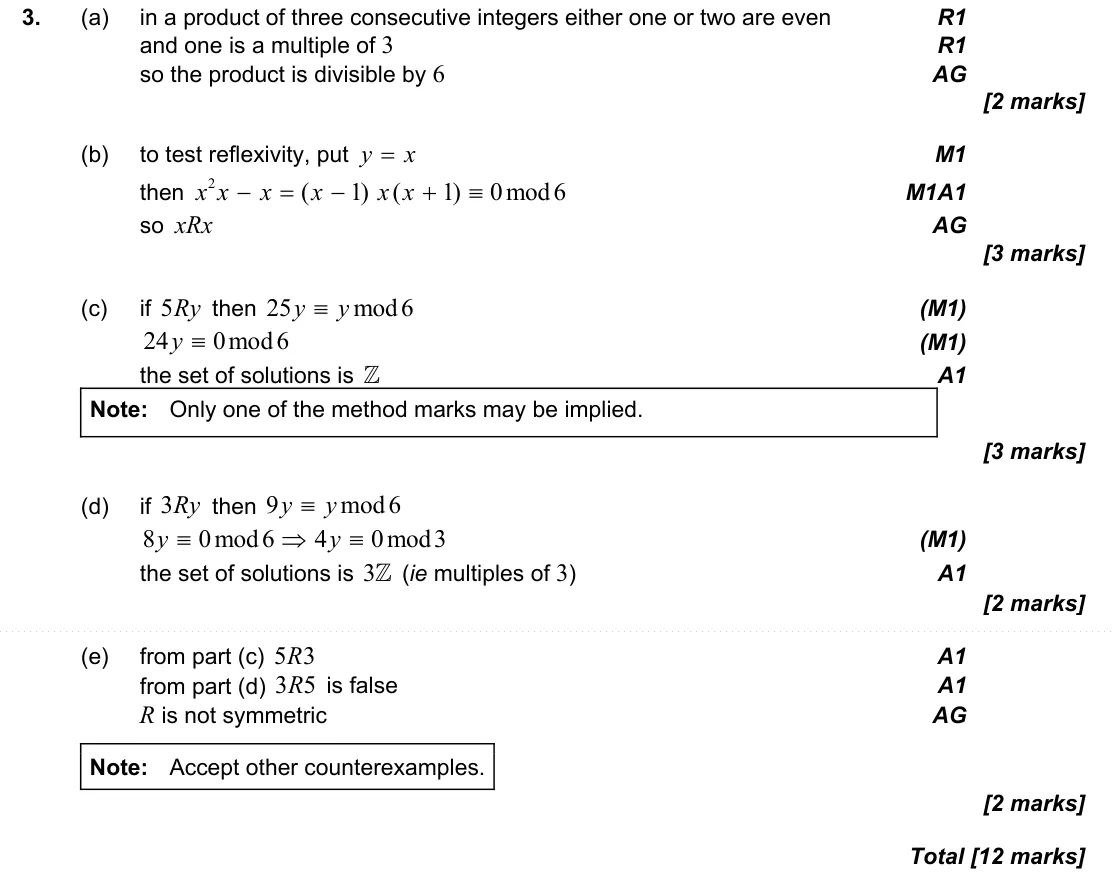 3. (a) in a product of three consecutive integers either one or two are even R1
and one is a multiple of 3 R1
so the product is divisible by 6 AG
[2 marks]
(b) to test reflexivity, put y = x M1
then x²x − x = (x − 1) x(x + 1) ≡ 0 mod 6 M1A1
so xRx AG
[3 marks]
(c) if 5Ry then 25y ≡ y mod 6 (M1)
24y ≡ 0 mod 6 (M1)
the set of solutions is ℤ A1
Note: Only one of the method marks may be implied.
[3 marks]
(d) if 3Ry then 9y ≡ y mod 6
8y ≡ 0 mod 6 ⇒ 4y ≡ 0 mod 3 (M1)
the set of solutions is 3ℤ (ie multiples of 3) A1
[2 marks]
(e) from part (c) 5R3 A1
from part (d) 3R5 is false A1
R is not symmetric AG
Note: Accept other counterexamples.
[2 marks]
Total [12 marks]